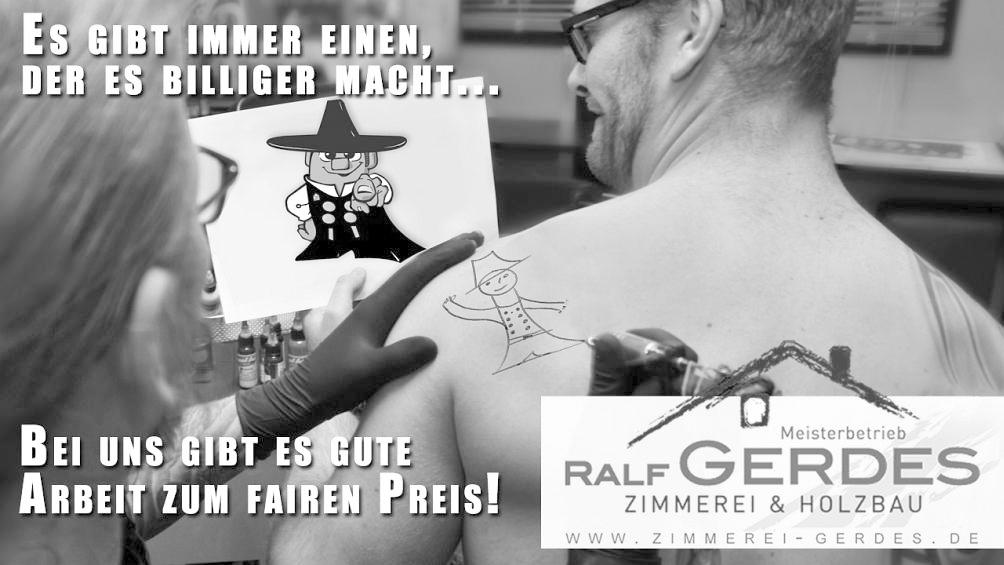 Es gibt immer einen,
der es billiger macht...
Bei uns gibt es gute
Arbeit zum fairen Preis!
Meisterbetrieb
RALF GERDES
ZIMMEREI & HOLZBAU
WWW.ZIMMEREI-GERDES.DE